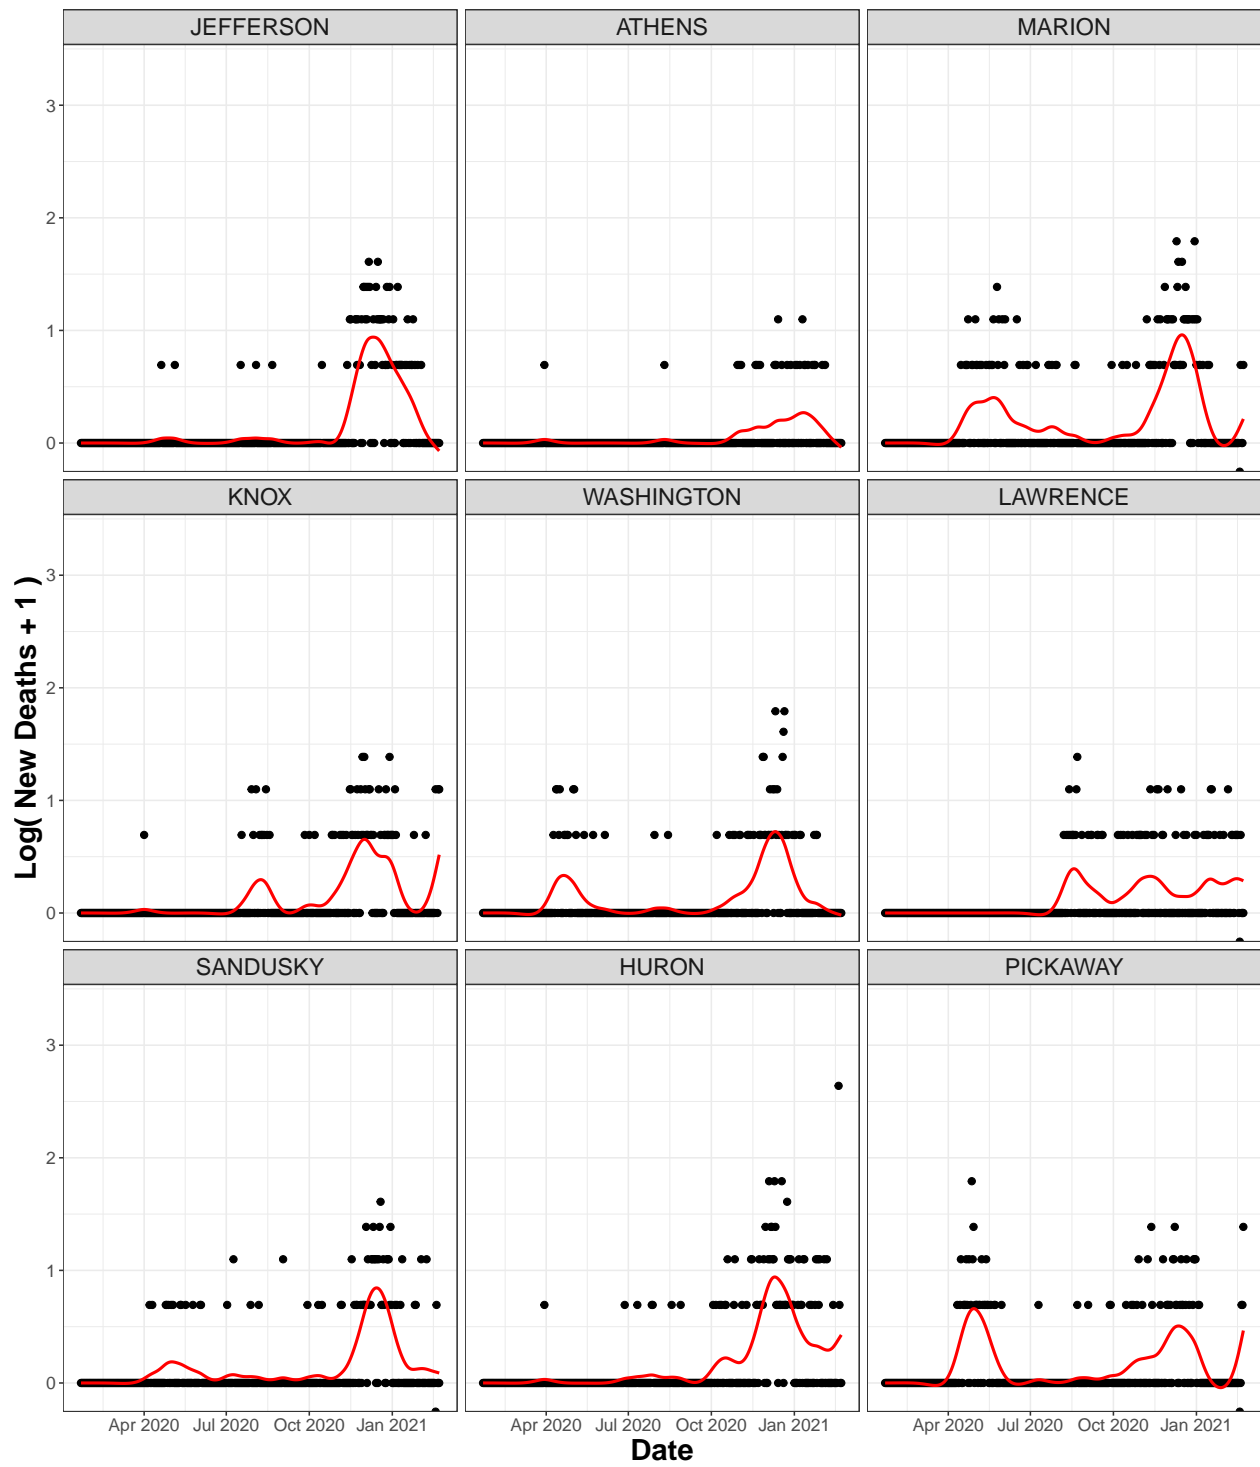 JEFFERSON ATHENS MARION
3
2
1
0
KNOX WASHINGTON LAWRENCE
3
2
1
0
Log( New Deaths + 1 )
SANDUSKY HURON PICKAWAY
3
2
1
0
Apr 2020 Jul 2020 Oct 2020 Jan 2021 Apr 2020 Jul 2020 Oct 2020 Jan 2021 Apr 2020 Jul 2020 Oct 2020 Jan 2021
Date